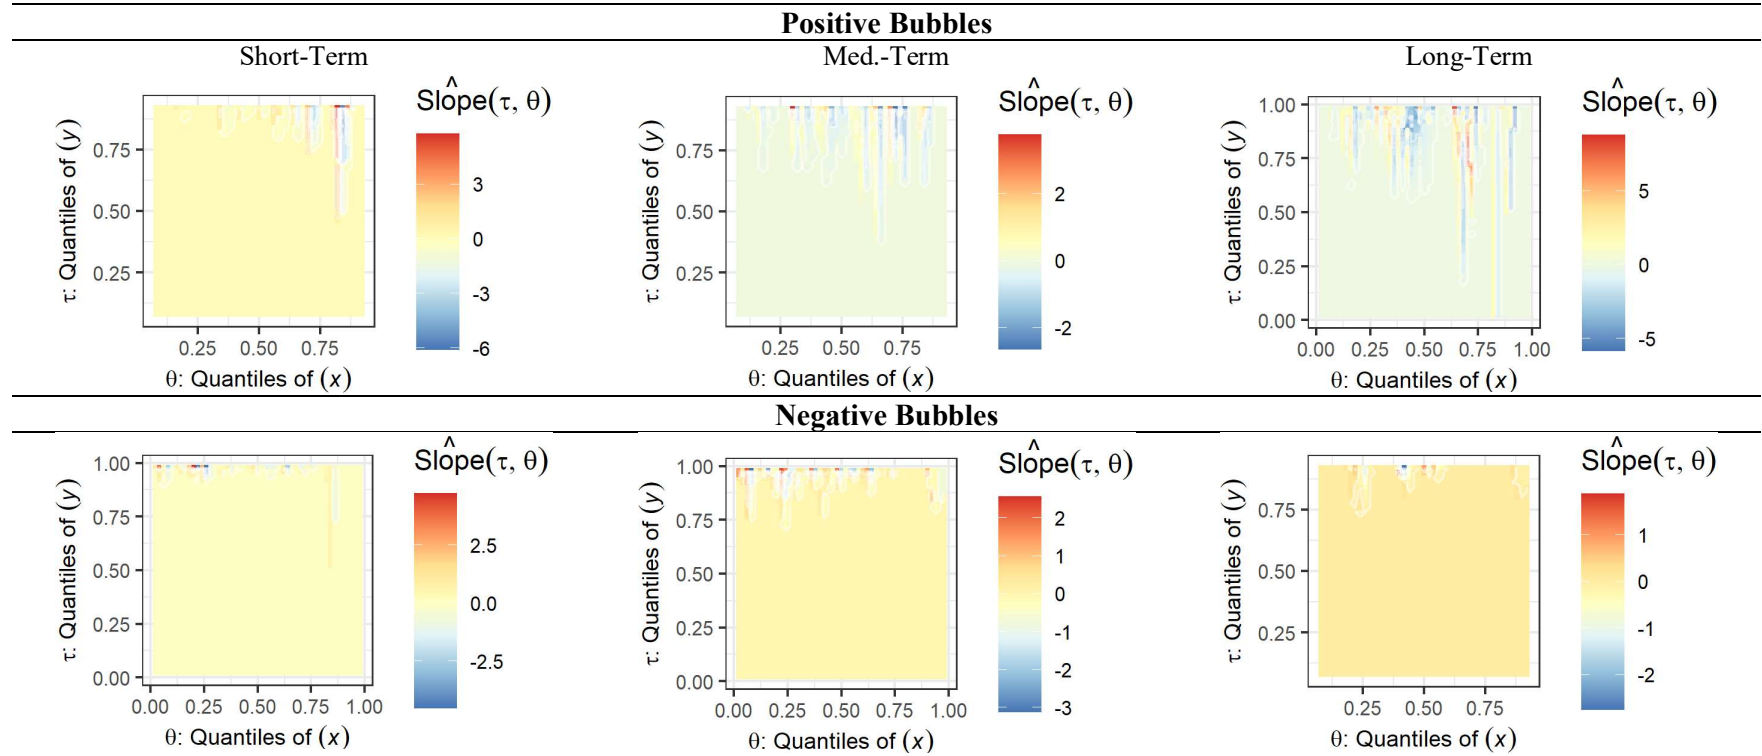 Positive Bubbles
Short-Term Med.-Term Long-Term
Slôpe(τ, θ)
3
0
-3
-6
τ: Quantiles of (y)
0.75
0.50
0.25
0.25 0.50 0.75
θ: Quantiles of (x)
Slôpe(τ, θ)
2
0
-2
τ: Quantiles of (y)
0.75
0.50
0.25
0.25 0.50 0.75
θ: Quantiles of (x)
Slôpe(τ, θ)
5
0
-5
τ: Quantiles of (y)
1.00
0.75
0.50
0.25
0.00
0.00 0.25 0.50 0.75 1.00
θ: Quantiles of (x)
Negative Bubbles
Slôpe(τ, θ)
2.5
0.0
-2.5
τ: Quantiles of (y)
1.00
0.75
0.50
0.25
0.00
0.00 0.25 0.50 0.75 1.00
θ: Quantiles of (x)
Slôpe(τ, θ)
2
1
0
-1
-2
-3
τ: Quantiles of (y)
1.00
0.75
0.50
0.25
0.00
0.00 0.25 0.50 0.75 1.00
θ: Quantiles of (x)
Slôpe(τ, θ)
1
0
-1
-2
τ: Quantiles of (y)
0.75
0.50
0.25
0.25 0.50 0.75
θ: Quantiles of (x)